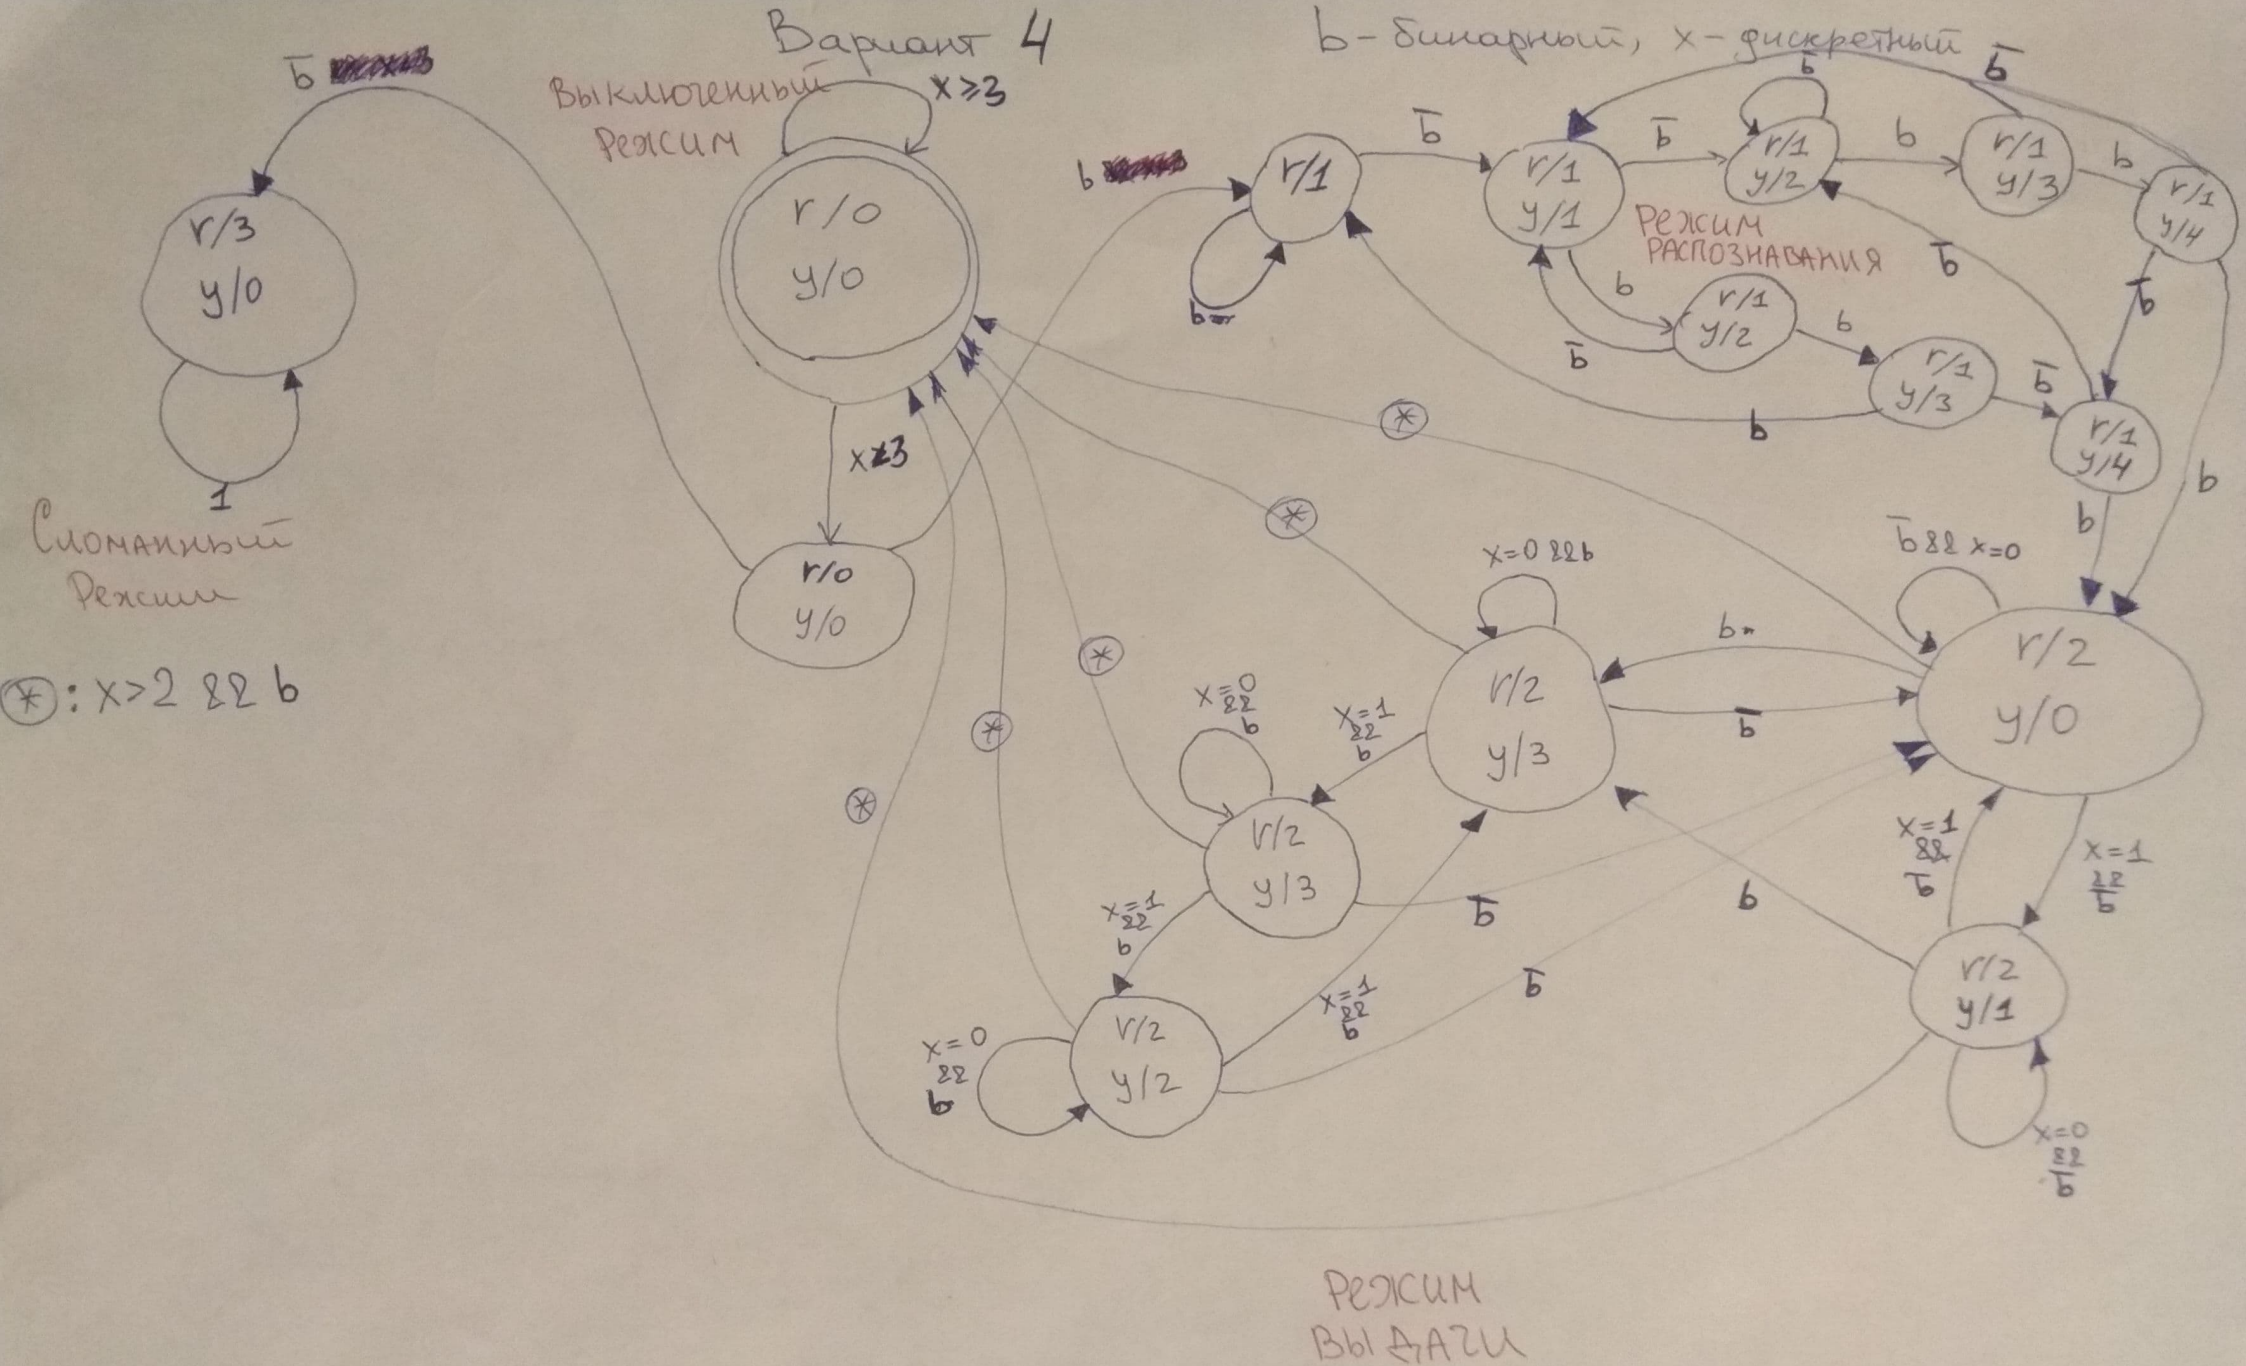 Вариант 4
b - бинарный, x - дискретный
Выключенный
Режим
x≥3
b̅
r/3
y/0
1
Сломанный
Режим
⊛: x>2 && b
r/0
y/0
x<3
r/0
y/0
b
r/1
b
b̅
r/1
y/1
b̅
r/1
y/2
b̅
b
r/1
y/3
b̅
b
r/1
y/4
Режим
распознавания
b
b̅
r/1
y/2
b
r/1
y/3
b
b̅
r/1
y/4
b̅
b̅
b
b
⊛
⊛
⊛
⊛
⊛
b̅ && x=0
r/2
y/0
x=0 && b
r/2
y/3
b
b̅
x=1
&&
b
x=0
&&
b
r/2
y/3
b̅
x=1
&&
b
r/2
y/2
x=0
&&
b
x=1
&&
b
b̅
b
x=1
&&
b̅
x=1
&&
b̅
r/2
y/1
x=0
&&
b̅
Режим
выдачи